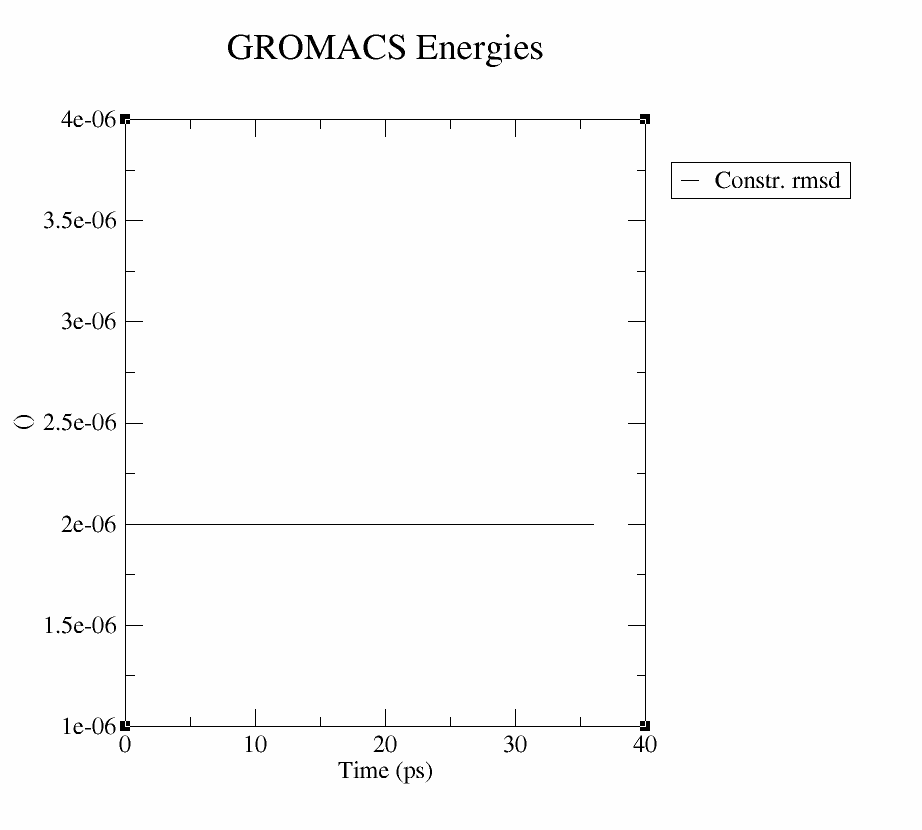 GROMACS Energies
4e-06
3.5e-06
3e-06
2.5e-06
2e-06
1.5e-06
1e-06
()
0 10 20 30 40
Time (ps)
Constr. rmsd